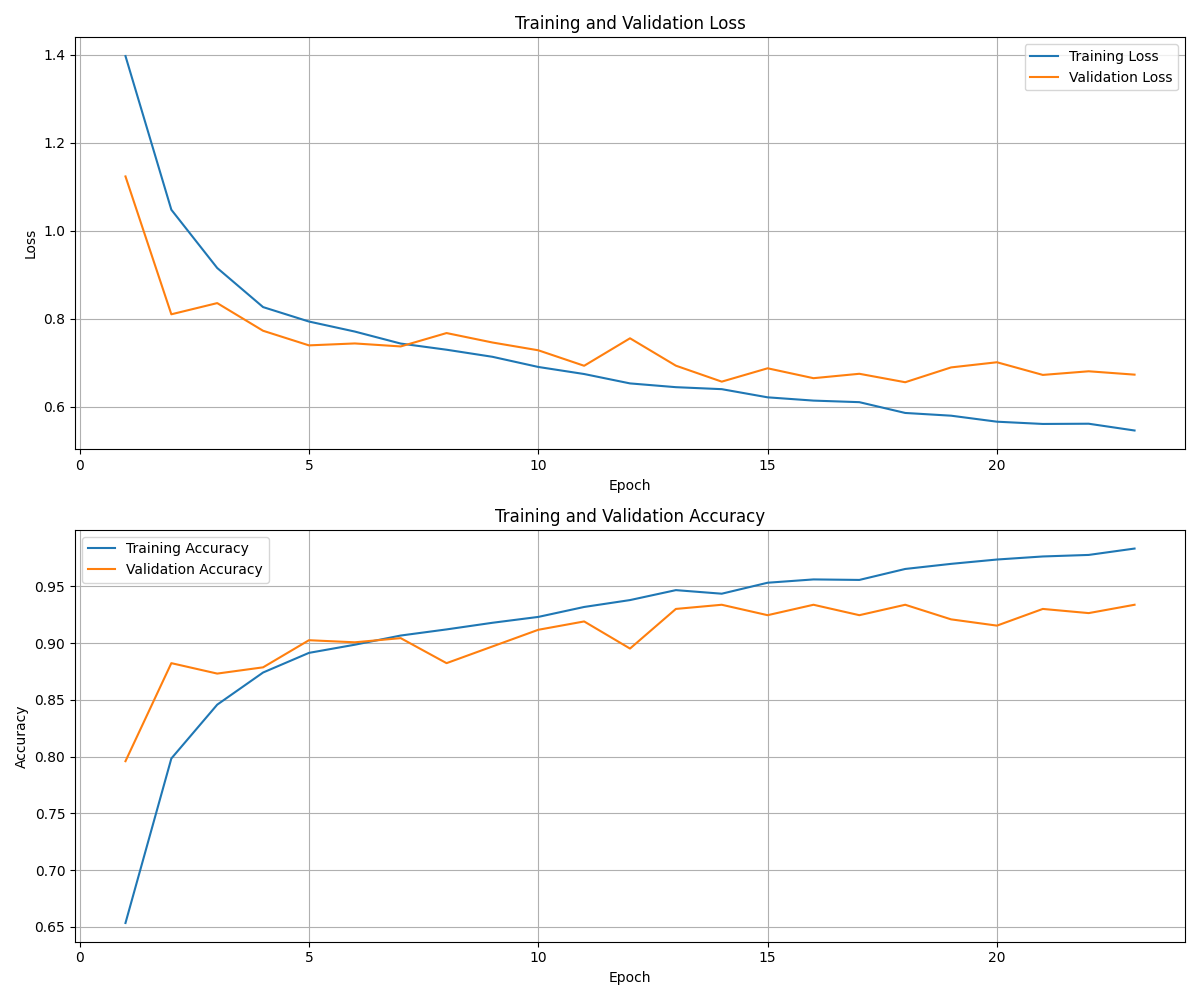 Training and Validation Loss
1.4
1.2
1.0
0.8
0.6
Loss
Training Loss
Validation Loss
0 5 10 15 20
Epoch
Training and Validation Accuracy
Training Accuracy
Validation Accuracy
0.95
0.90
0.85
0.80
0.75
0.70
0.65
Accuracy
0 5 10 15 20
Epoch